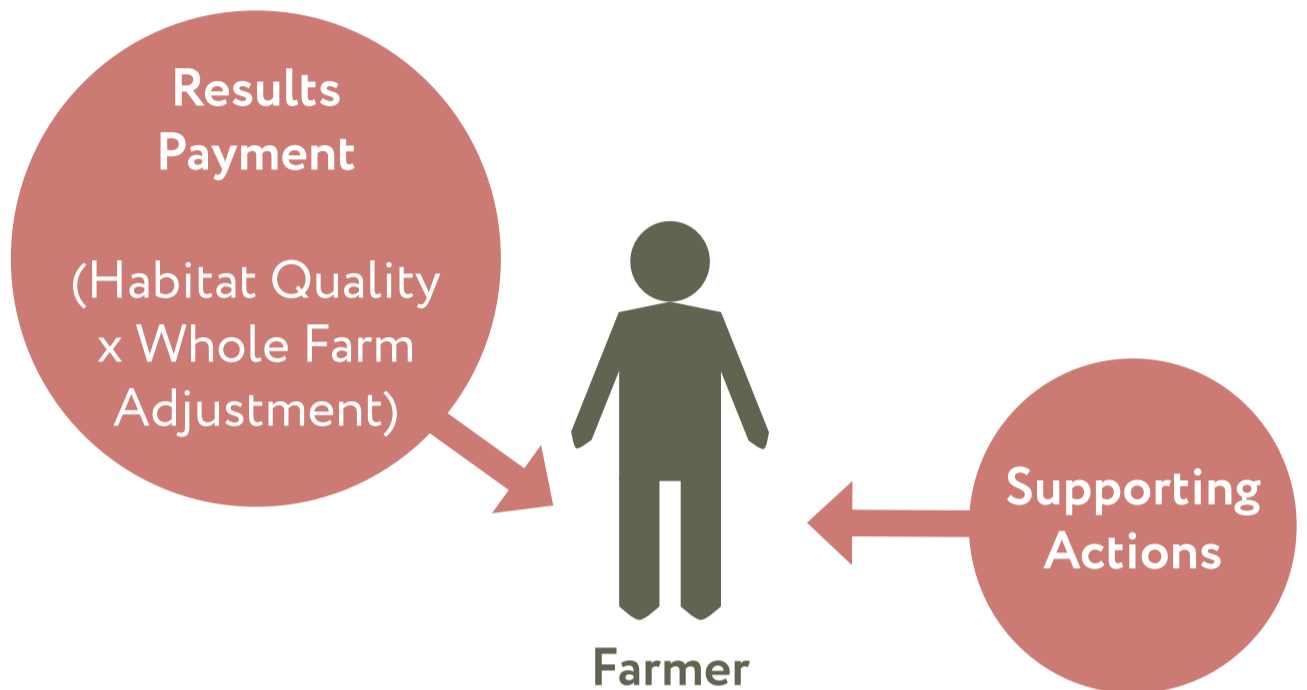 Results
Payment
(Habitat Quality
x Whole Farm
Adjustment)
Supporting
Actions
Farmer